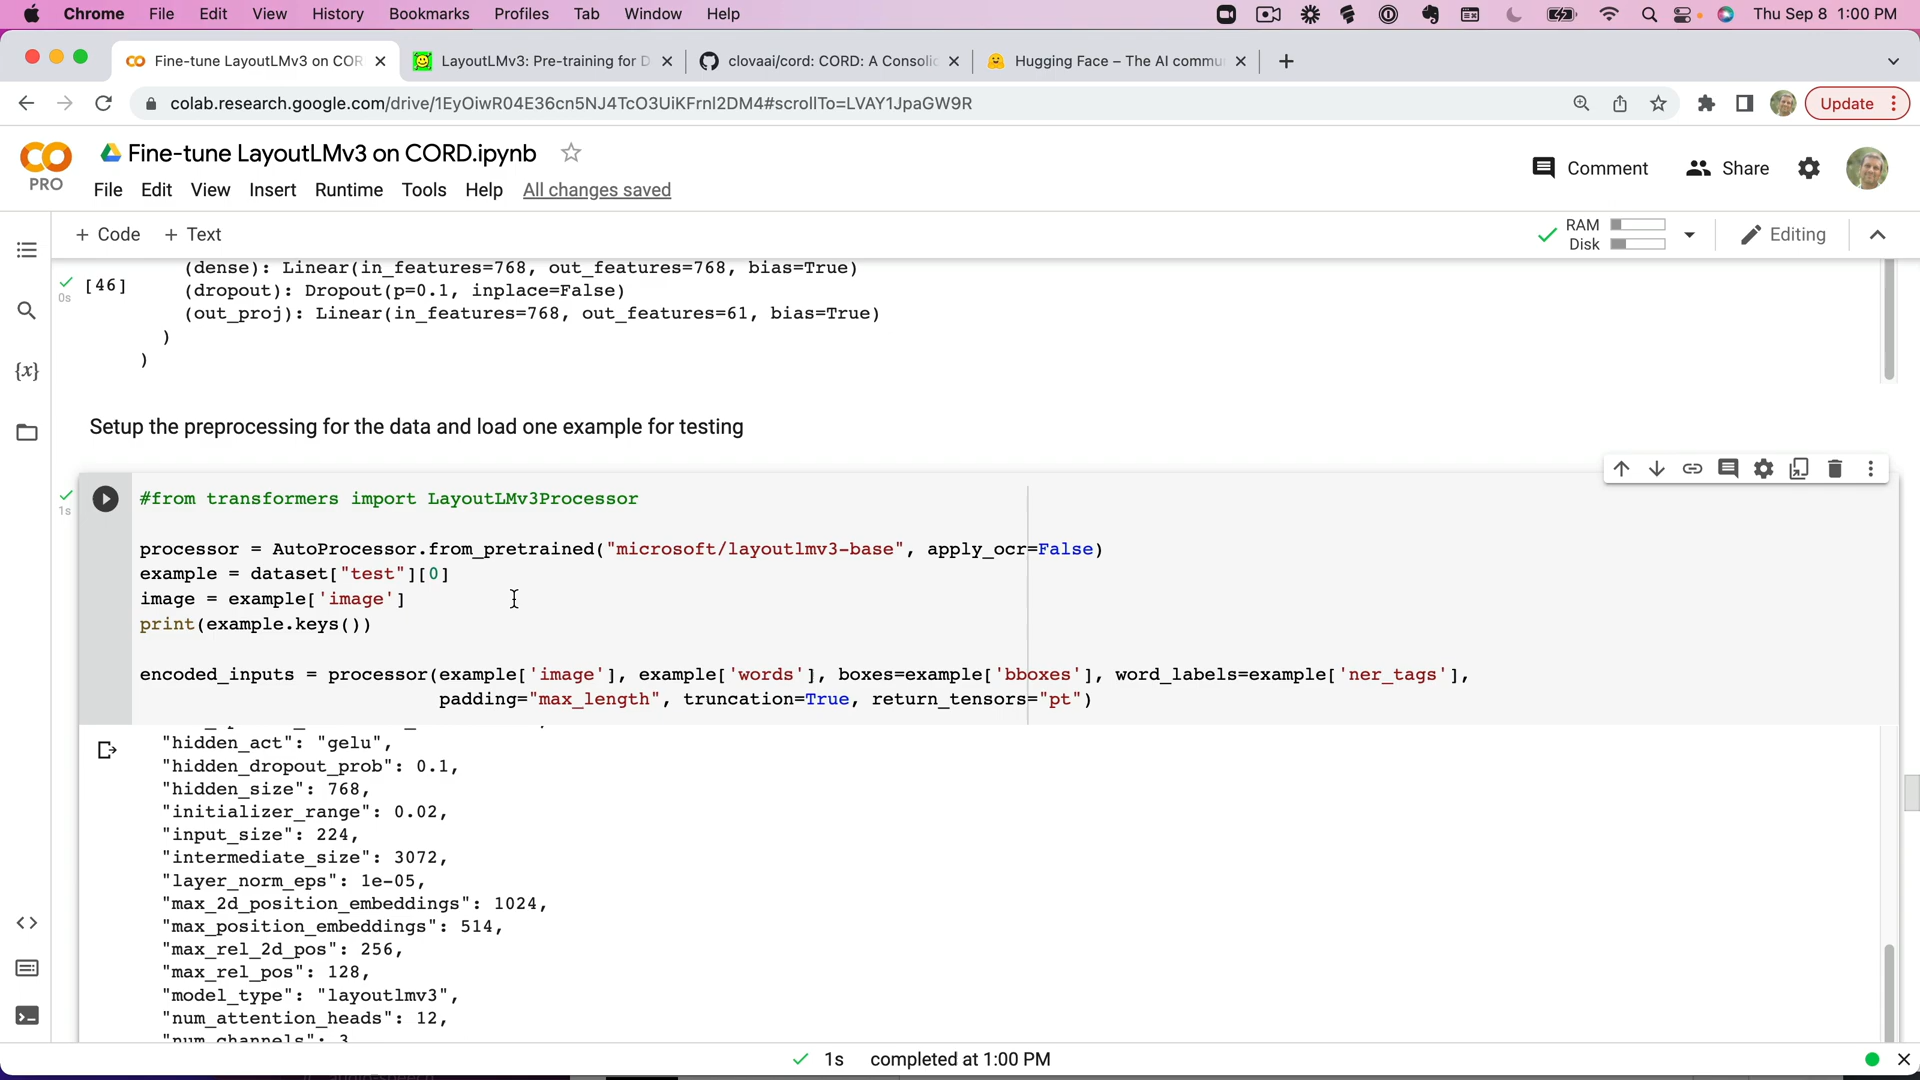 Chrome File Edit View History Bookmarks Profiles Tab Window Help Thu Sep 8 1:00 PM
Fine-tune LayoutLMv3 on COR LayoutLMv3: Pre-training for D clovaai/cord: CORD: A Consolic Hugging Face – The AI commu
colab.research.google.com/drive/1EyOiwR04E36cn5NJ4TcO3UiKFrnl2DM4#scrollTo=LVAY1JpaGW9R Update
Fine-tune LayoutLMv3 on CORD.ipynb
PRO
File Edit View Insert Runtime Tools Help All changes saved
Comment Share
+ Code + Text
RAM
Disk
Editing
(dense): Linear(in_features=768, out_features=768, bias=True)
[46]
0s
(dropout): Dropout(p=0.1, inplace=False)
(out_proj): Linear(in_features=768, out_features=61, bias=True)
)
)
{x}
Setup the preprocessing for the data and load one example for testing
1s
#from transformers import LayoutLMv3Processor
processor = AutoProcessor.from_pretrained("microsoft/layoutlmv3-base", apply_ocr=False)
example = dataset["test"][0]
image = example['image']
print(example.keys())
encoded_inputs = processor(example['image'], example['words'], boxes=example['bboxes'], word_labels=example['ner_tags'],
padding="max_length", truncation=True, return_tensors="pt")
"hidden_act": "gelu",
"hidden_dropout_prob": 0.1,
"hidden_size": 768,
"initializer_range": 0.02,
"input_size": 224,
"intermediate_size": 3072,
"layer_norm_eps": 1e-05,
"max_2d_position_embeddings": 1024,
"max_position_embeddings": 514,
"max_rel_2d_pos": 256,
"max_rel_pos": 128,
"model_type": "layoutlmv3",
"num_attention_heads": 12,
"num_channels": 3
1s completed at 1:00 PM